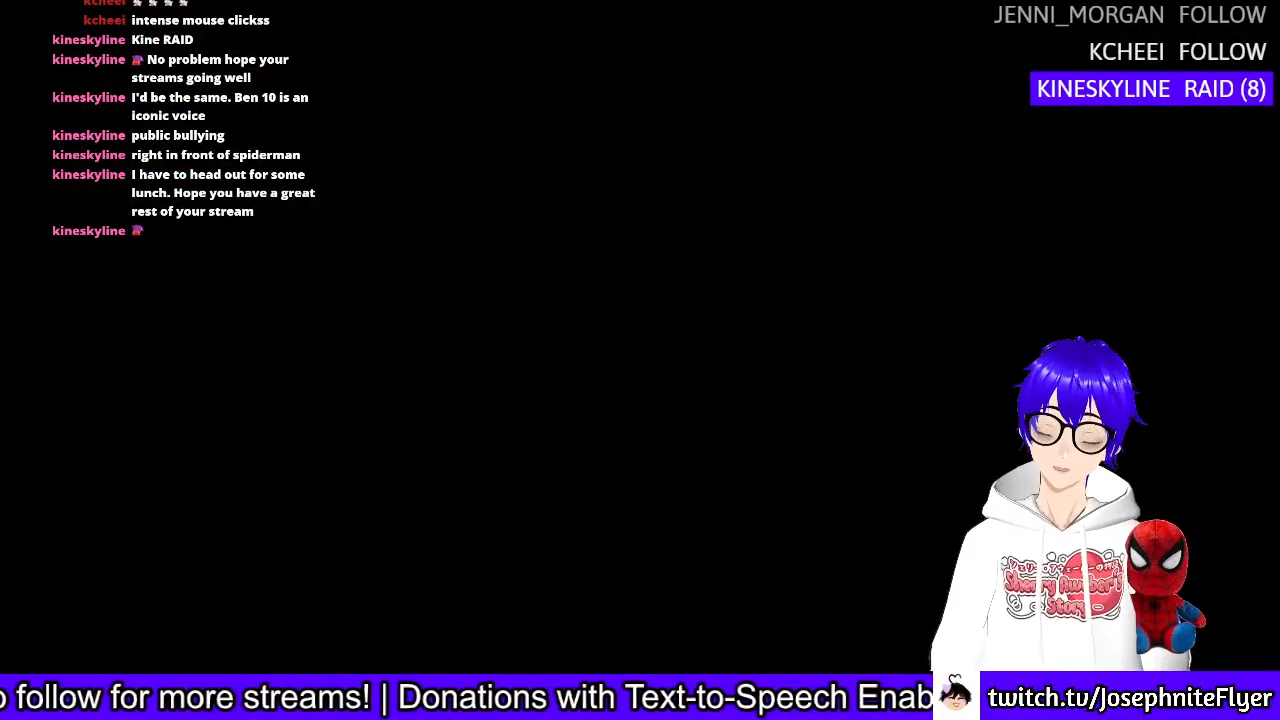 kcheei
kcheei intense mouse clickss
kineskyline Kine RAID
kineskyline No problem hope your
streams going well
kineskyline I'd be the same. Ben 10 is an
iconic voice
kineskyline public bullying
kineskyline right in front of spiderman
kineskyline I have to head out for some
lunch. Hope you have a great
rest of your stream
kineskyline
JENNI_MORGAN FOLLOW
KCHEEI FOLLOW
KINESKYLINE RAID (8)
Sherry Awober's
Story
o follow for more streams! | Donations with Text-to-Speech Enab
twitch.tv/JosephniteFlyer